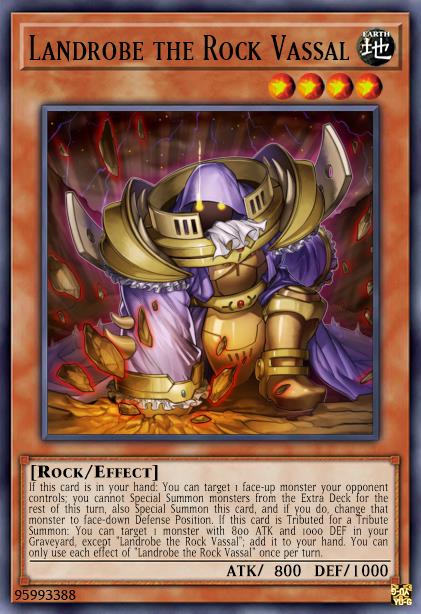 LANDROBE THE ROCK VASSAL
EARTH
地
[ROCK/EFFECT]
If this card is in your hand: You can target 1 face-up monster your opponent
controls; you cannot Special Summon monsters from the Extra Deck for the
rest of this turn, also Special Summon this card, and if you do, change
that monster to face-down Defense Position. If this card is Tributed for a Tribute
Summon: You can target 1 monster with 800 ATK and 1000 DEF in your
Graveyard, except "Landrobe the Rock Vassal"; add it to your hand. You can
only use each effect of "Landrobe the Rock Vassal" once per turn.
ATK/ 800 DEF/1000
95993388